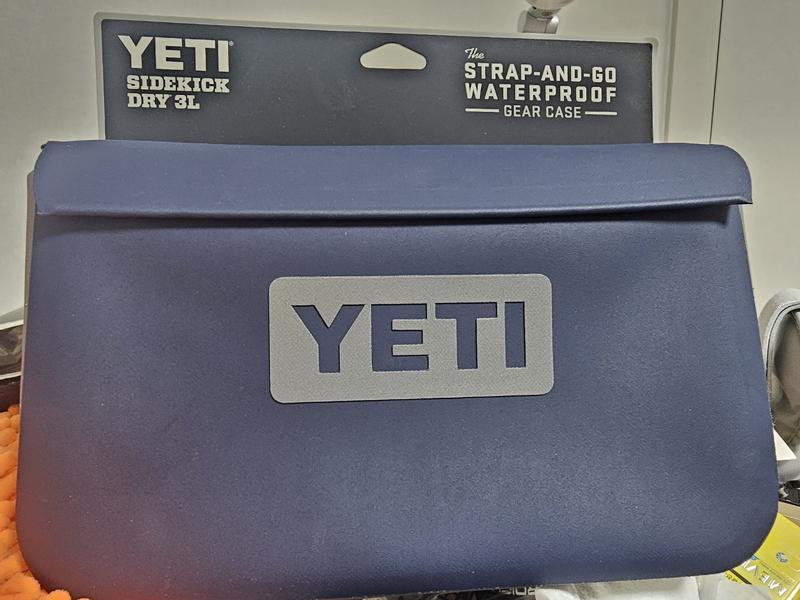 YETI
SIDEKICK
DRY 3L
The
STRAP-AND-GO
WATERPROOF
GEAR CASE
YETI